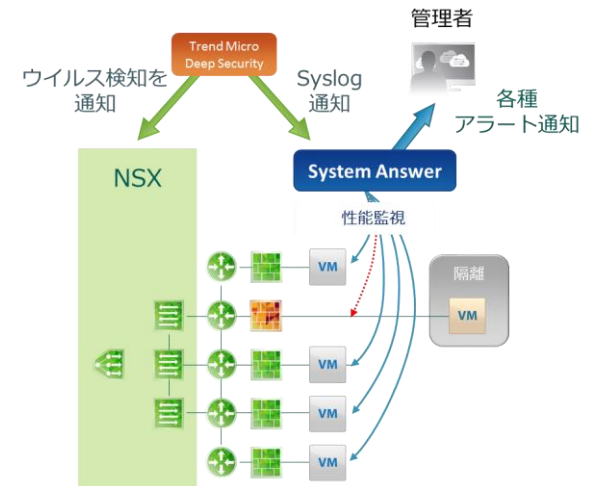 管理者
Trend Micro
Deep Security
ウイルス検知を
通知
Syslog
通知
各種
アラート通知
NSX
System Answer
性能監視
VM
隔離
VM
VM
VM
VM